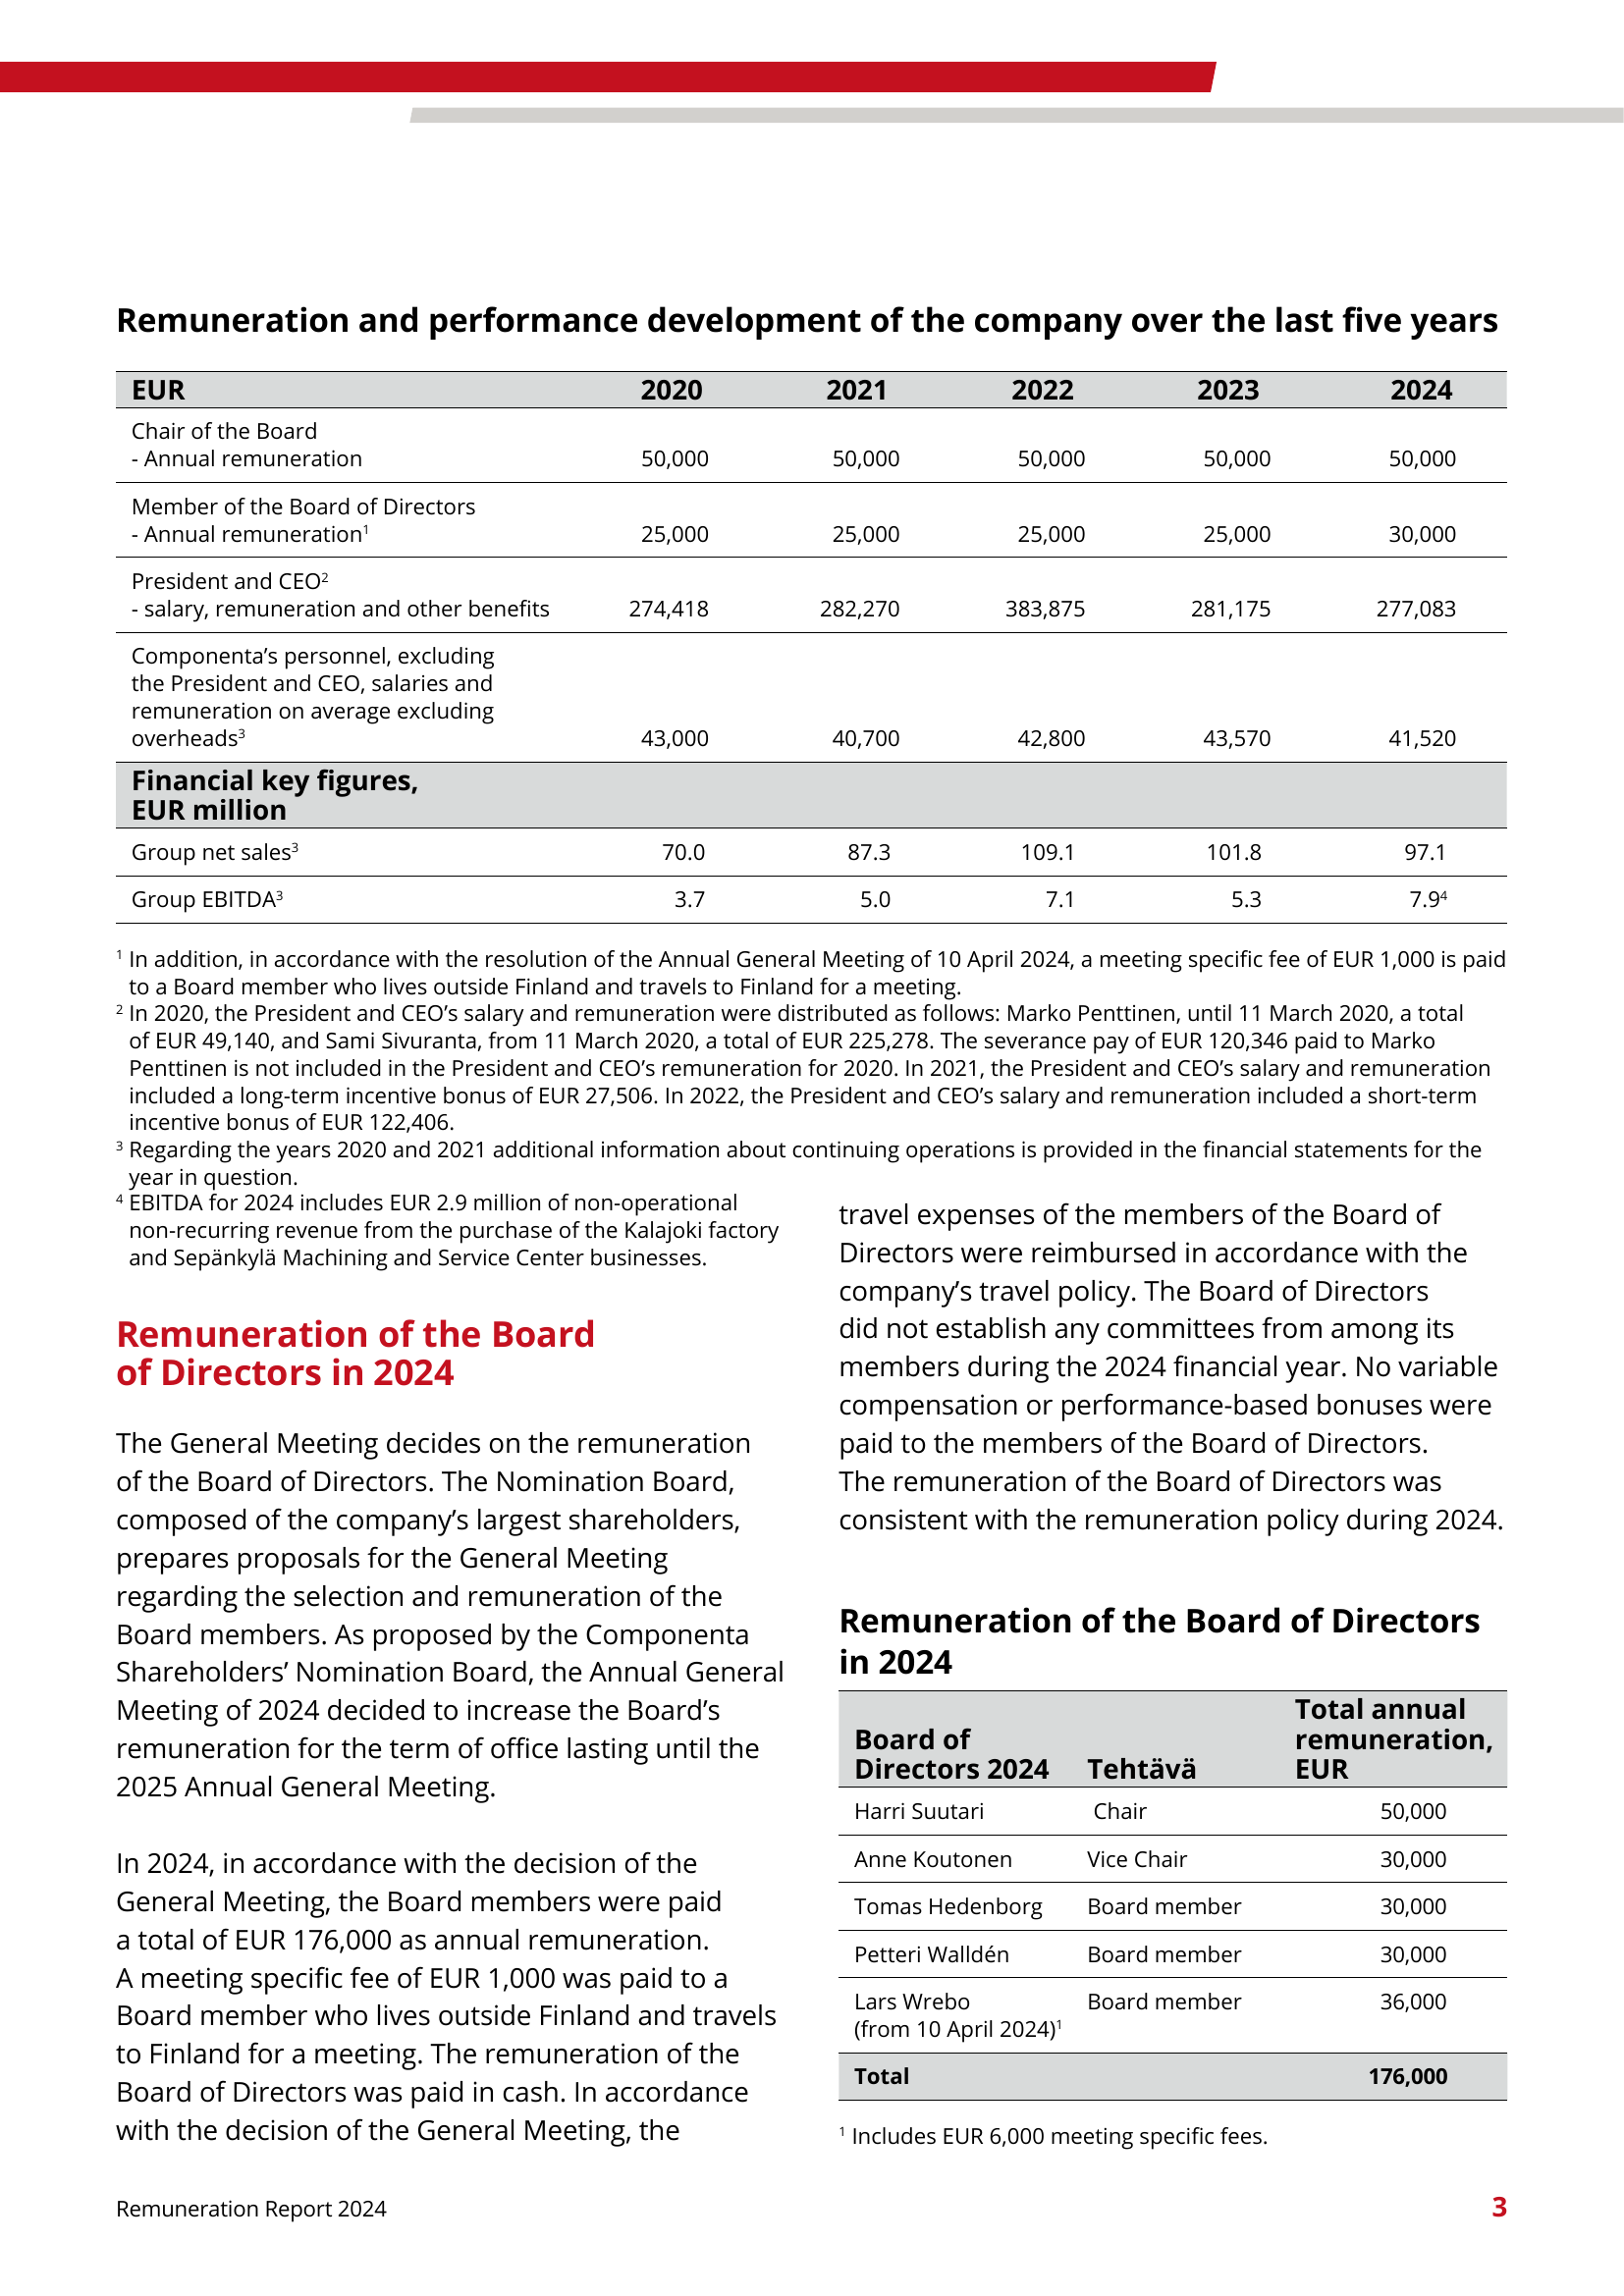 Remuneration and performance development of the company over the last five years
EUR 2020 2021 2022 2023 2024
Chair of the Board
- Annual remuneration 50,000 50,000 50,000 50,000 50,000
Member of the Board of Directors
- Annual remuneration¹ 25,000 25,000 25,000 25,000 30,000
President and CEO²
- salary, remuneration and other benefits 274,418 282,270 383,875 281,175 277,083
Componenta’s personnel, excluding
the President and CEO, salaries and
remuneration on average excluding
overheads³ 43,000 40,700 42,800 43,570 41,520
Financial key figures,
EUR million
Group net sales³ 70.0 87.3 109.1 101.8 97.1
Group EBITDA³ 3.7 5.0 7.1 5.3 7.9⁴
¹ In addition, in accordance with the resolution of the Annual General Meeting of 10 April 2024, a meeting specific fee of EUR 1,000 is paid
to a Board member who lives outside Finland and travels to Finland for a meeting.
² In 2020, the President and CEO’s salary and remuneration were distributed as follows: Marko Penttinen, until 11 March 2020, a total
of EUR 49,140, and Sami Sivuranta, from 11 March 2020, a total of EUR 225,278. The severance pay of EUR 120,346 paid to Marko
Penttinen is not included in the President and CEO’s remuneration for 2020. In 2021, the President and CEO’s salary and remuneration
included a long-term incentive bonus of EUR 27,506. In 2022, the President and CEO’s salary and remuneration included a short-term
incentive bonus of EUR 122,406.
³ Regarding the years 2020 and 2021 additional information about continuing operations is provided in the financial statements for the
year in question.
⁴ EBITDA for 2024 includes EUR 2.9 million of non-operational
non-recurring revenue from the purchase of the Kalajoki factory
and Sepänkylä Machining and Service Center businesses.
Remuneration of the Board
of Directors in 2024
The General Meeting decides on the remuneration
of the Board of Directors. The Nomination Board,
composed of the company’s largest shareholders,
prepares proposals for the General Meeting
regarding the selection and remuneration of the
Board members. As proposed by the Componenta
Shareholders’ Nomination Board, the Annual General
Meeting of 2024 decided to increase the Board’s
remuneration for the term of office lasting until the
2025 Annual General Meeting.
In 2024, in accordance with the decision of the
General Meeting, the Board members were paid
a total of EUR 176,000 as annual remuneration.
A meeting specific fee of EUR 1,000 was paid to a
Board member who lives outside Finland and travels
to Finland for a meeting. The remuneration of the
Board of Directors was paid in cash. In accordance
with the decision of the General Meeting, the
travel expenses of the members of the Board of
Directors were reimbursed in accordance with the
company’s travel policy. The Board of Directors
did not establish any committees from among its
members during the 2024 financial year. No variable
compensation or performance-based bonuses were
paid to the members of the Board of Directors.
The remuneration of the Board of Directors was
consistent with the remuneration policy during 2024.
Remuneration of the Board of Directors
in 2024
Total annual
Board of remuneration,
Directors 2024 Tehtävä EUR
Harri Suutari Chair 50,000
Anne Koutonen Vice Chair 30,000
Tomas Hedenborg Board member 30,000
Petteri Walldén Board member 30,000
Lars Wrebo Board member 36,000
(from 10 April 2024)¹
Total 176,000
¹ Includes EUR 6,000 meeting specific fees.
Remuneration Report 2024 3